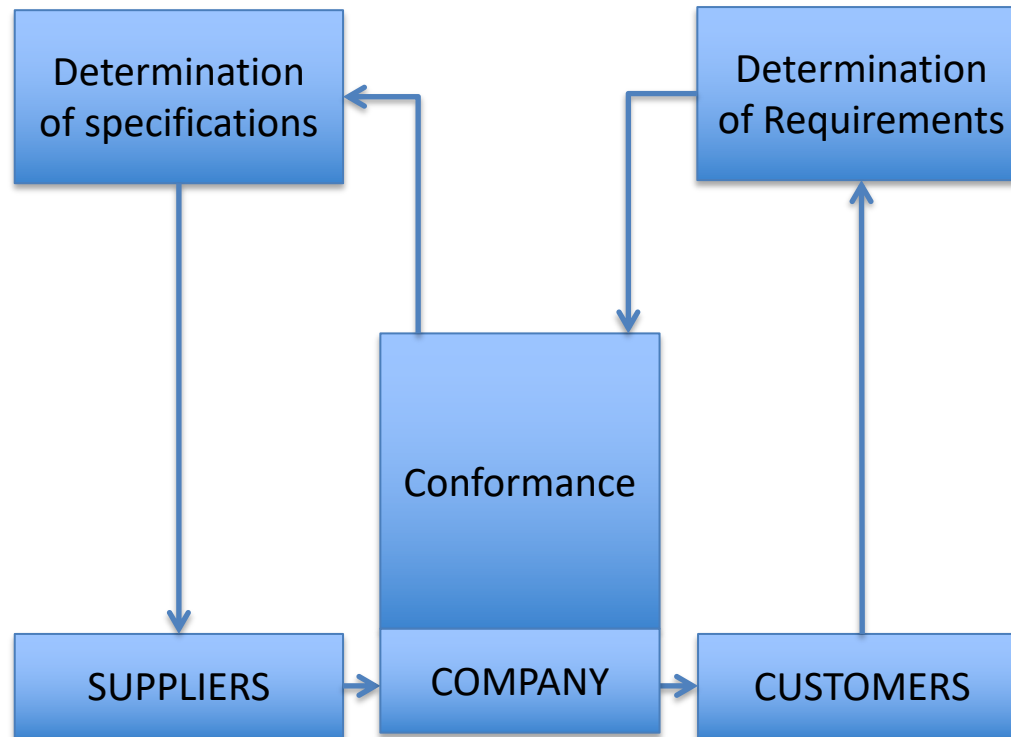 Determination
of specifications
Determination
of Requirements
Conformance
SUPPLIERS
COMPANY
CUSTOMERS